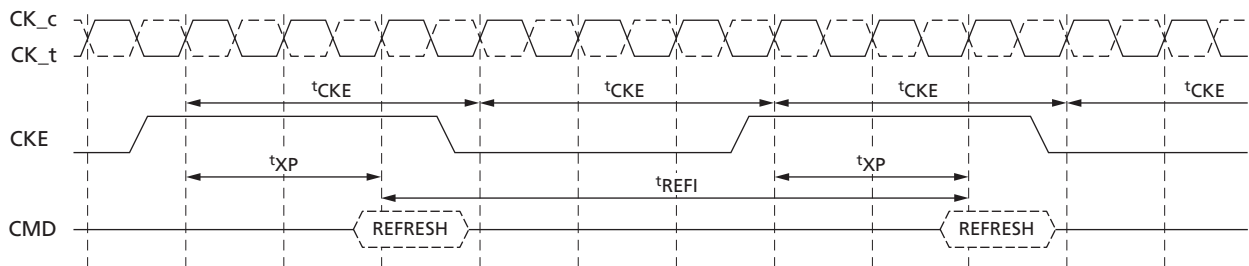 CK_c
CK_t
tCKE tCKE tCKE tCKE
CKE
tXP tXP
tREFI
CMD REFRESH REFRESH